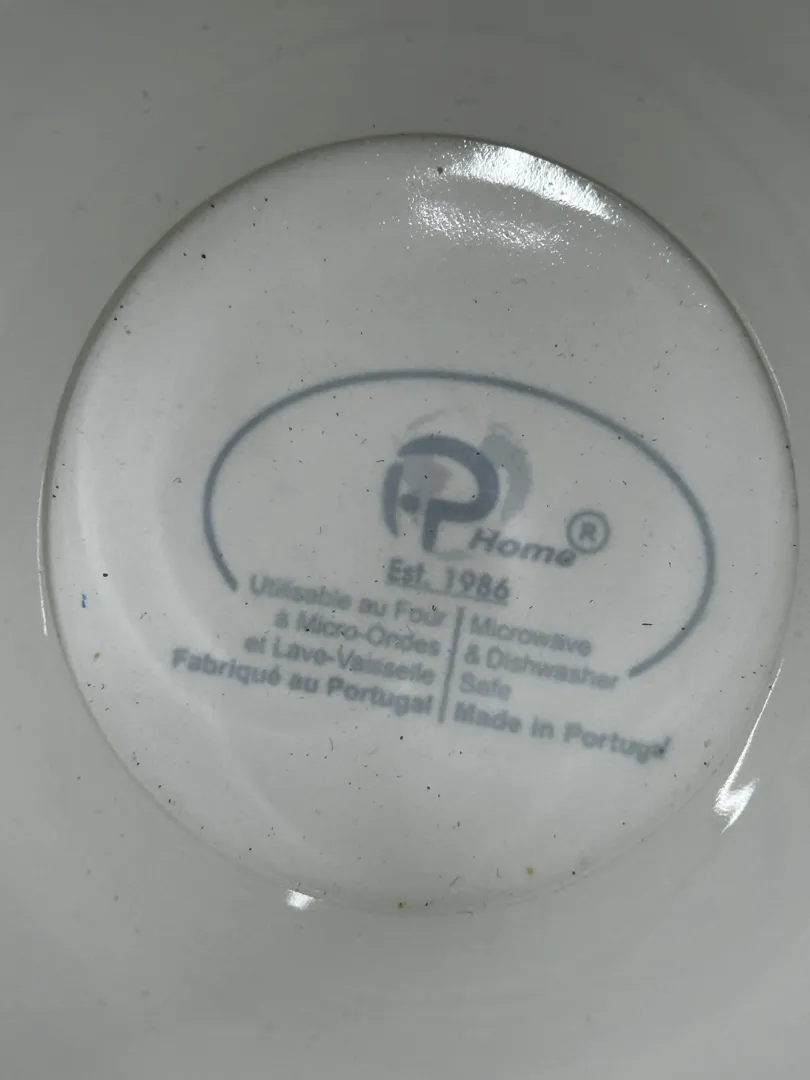 P Home ®
Est. 1986
Utilisable au Four
à Micro-Ondes
et Lave-Vaisselle
Fabriqué au Portugal
Microwave
& Dishwasher
Safe
Made in Portugal